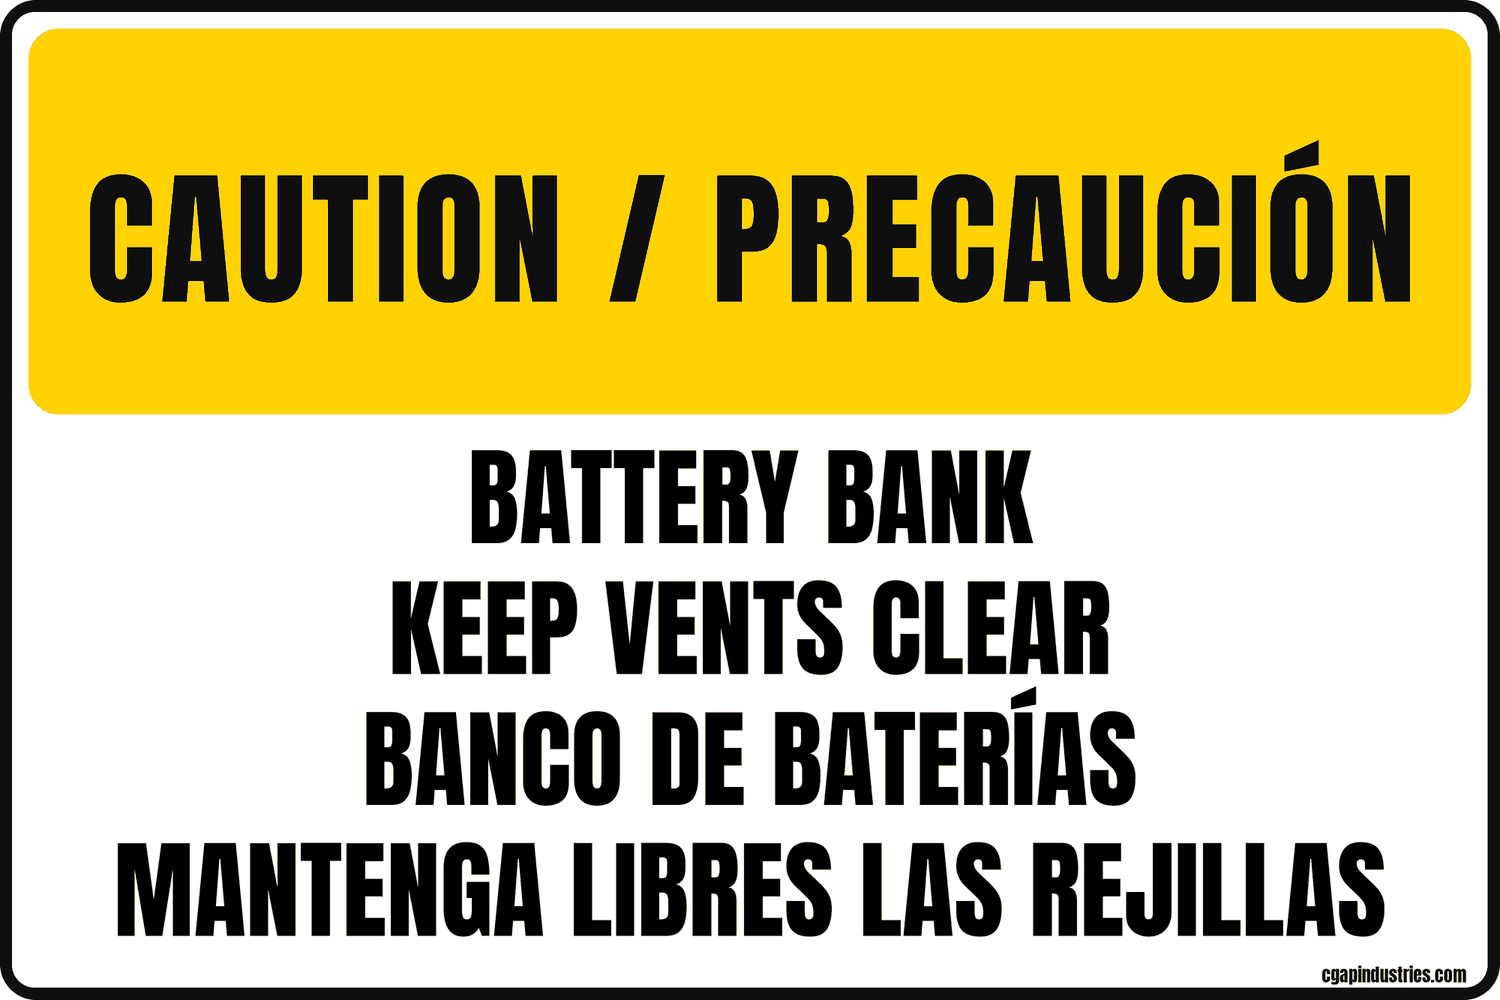 CAUTION / PRECAUCIÓN
BATTERY BANK
KEEP VENTS CLEAR
BANCO DE BATERÍAS
MANTENGA LIBRES LAS REJILLAS
cgapindustries.com